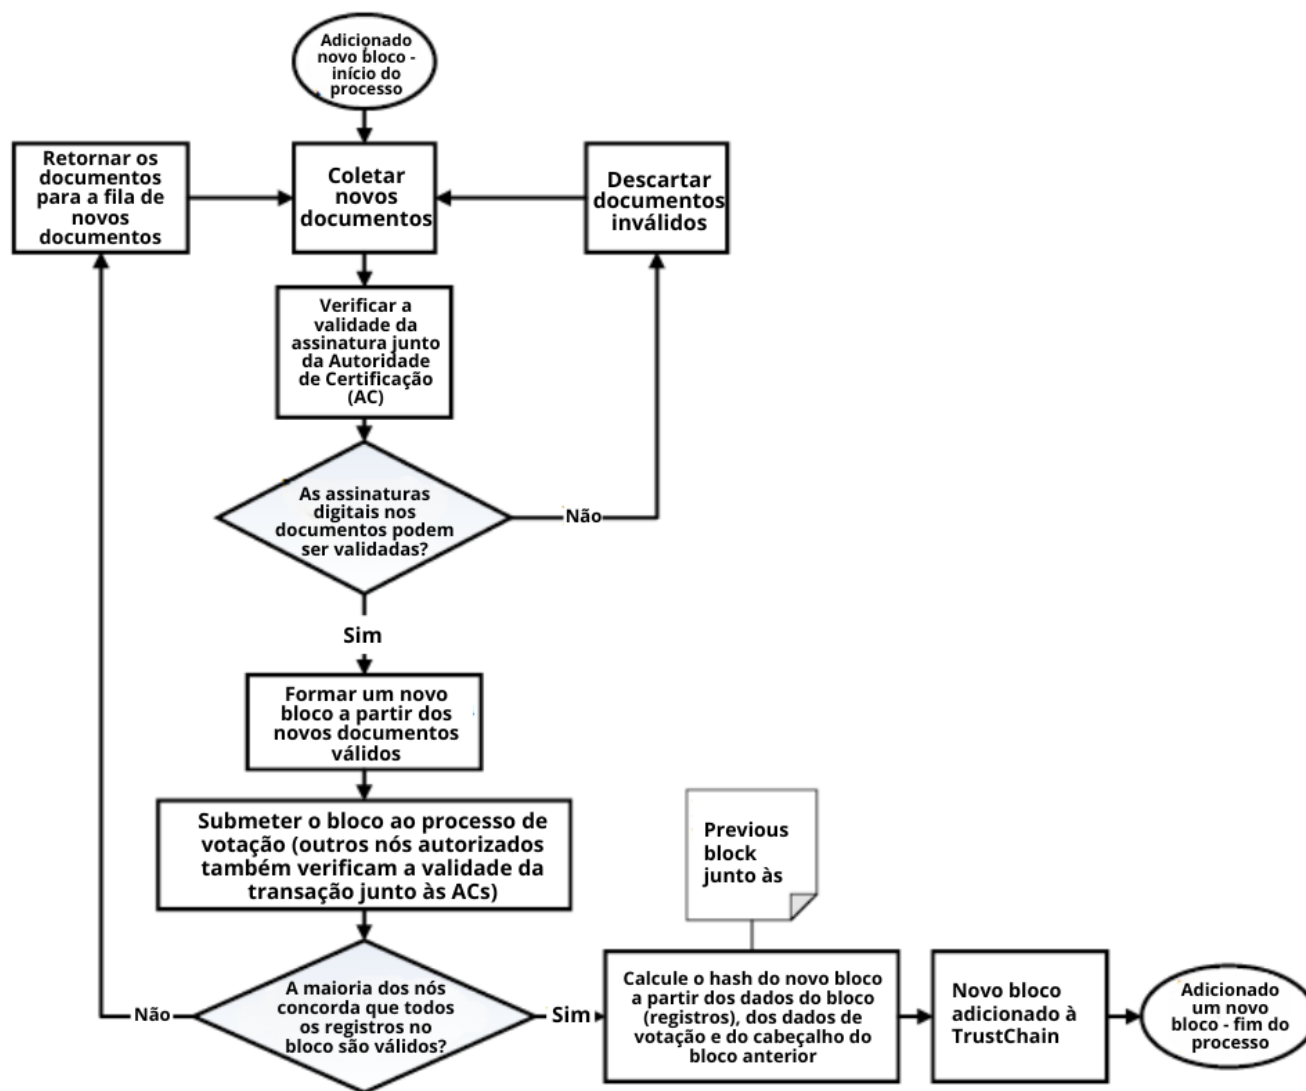 Adicionado
novo bloco -
início do
processo
Retornar os
documentos
para a fila de
novos
documentos
Coletar
novos
documentos
Descartar
documentos
inválidos
Verificar a
validade da
assinatura junto
da Autoridade
de Certificação
(AC)
As assinaturas
digitais nos
documentos podem
ser validadas?
Não
Sim
Formar um novo
bloco a partir dos
novos documentos
válidos
Submeter o bloco ao processo de
votação (outros nós autorizados
também verificam a validade da
transação junto às ACs)
Previous
block
junto às
A maioria dos nós
concorda que todos
os registros no
bloco são válidos?
Não
Sim
Calcule o hash do novo bloco
a partir dos dados do bloco
(registros), dos dados de
votação e do cabeçalho do
bloco anterior
Novo bloco
adicionado à
TrustChain
Adicionado
um novo
bloco - fim do
processo